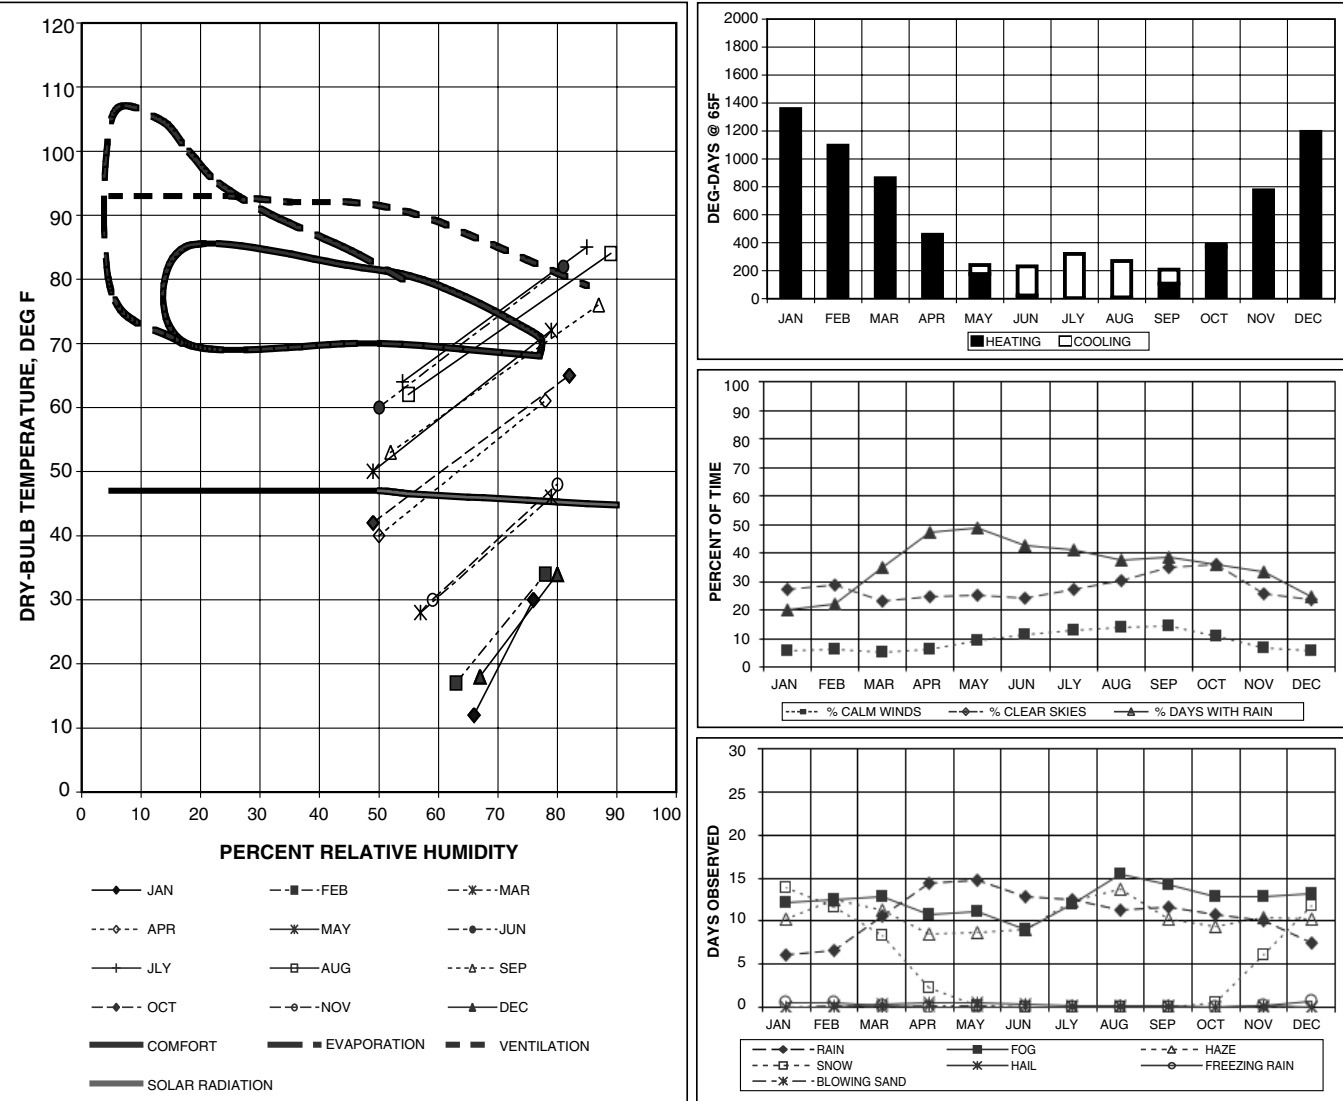 120
110
100
90
80
70
60
50
40
30
20
10
0
DRY-BULB TEMPERATURE, DEG F
0 10 20 30 40 50 60 70 80 90 100
PERCENT RELATIVE HUMIDITY
JAN FEB MAR
APR MAY JUN
JLY AUG SEP
OCT NOV DEC
COMFORT EVAPORATION VENTILATION
SOLAR RADIATION
2000
1800
1600
1400
1200
1000
800
600
400
200
0
DEG-DAYS @ 65F
JAN FEB MAR APR MAY JUN JLY AUG SEP OCT NOV DEC
HEATING COOLING
100
90
80
70
60
50
40
30
20
10
0
PERCENT OF TIME
JAN FEB MAR APR MAY JUN JLY AUG SEP OCT NOV DEC
% CALM WINDS % CLEAR SKIES % DAYS WITH RAIN
30
25
20
15
10
5
0
DAYS OBSERVED
JAN FEB MAR APR MAY JUN JLY AUG SEP OCT NOV DEC
RAIN FOG HAZE
SNOW HAIL FREEZING RAIN
BLOWING SAND